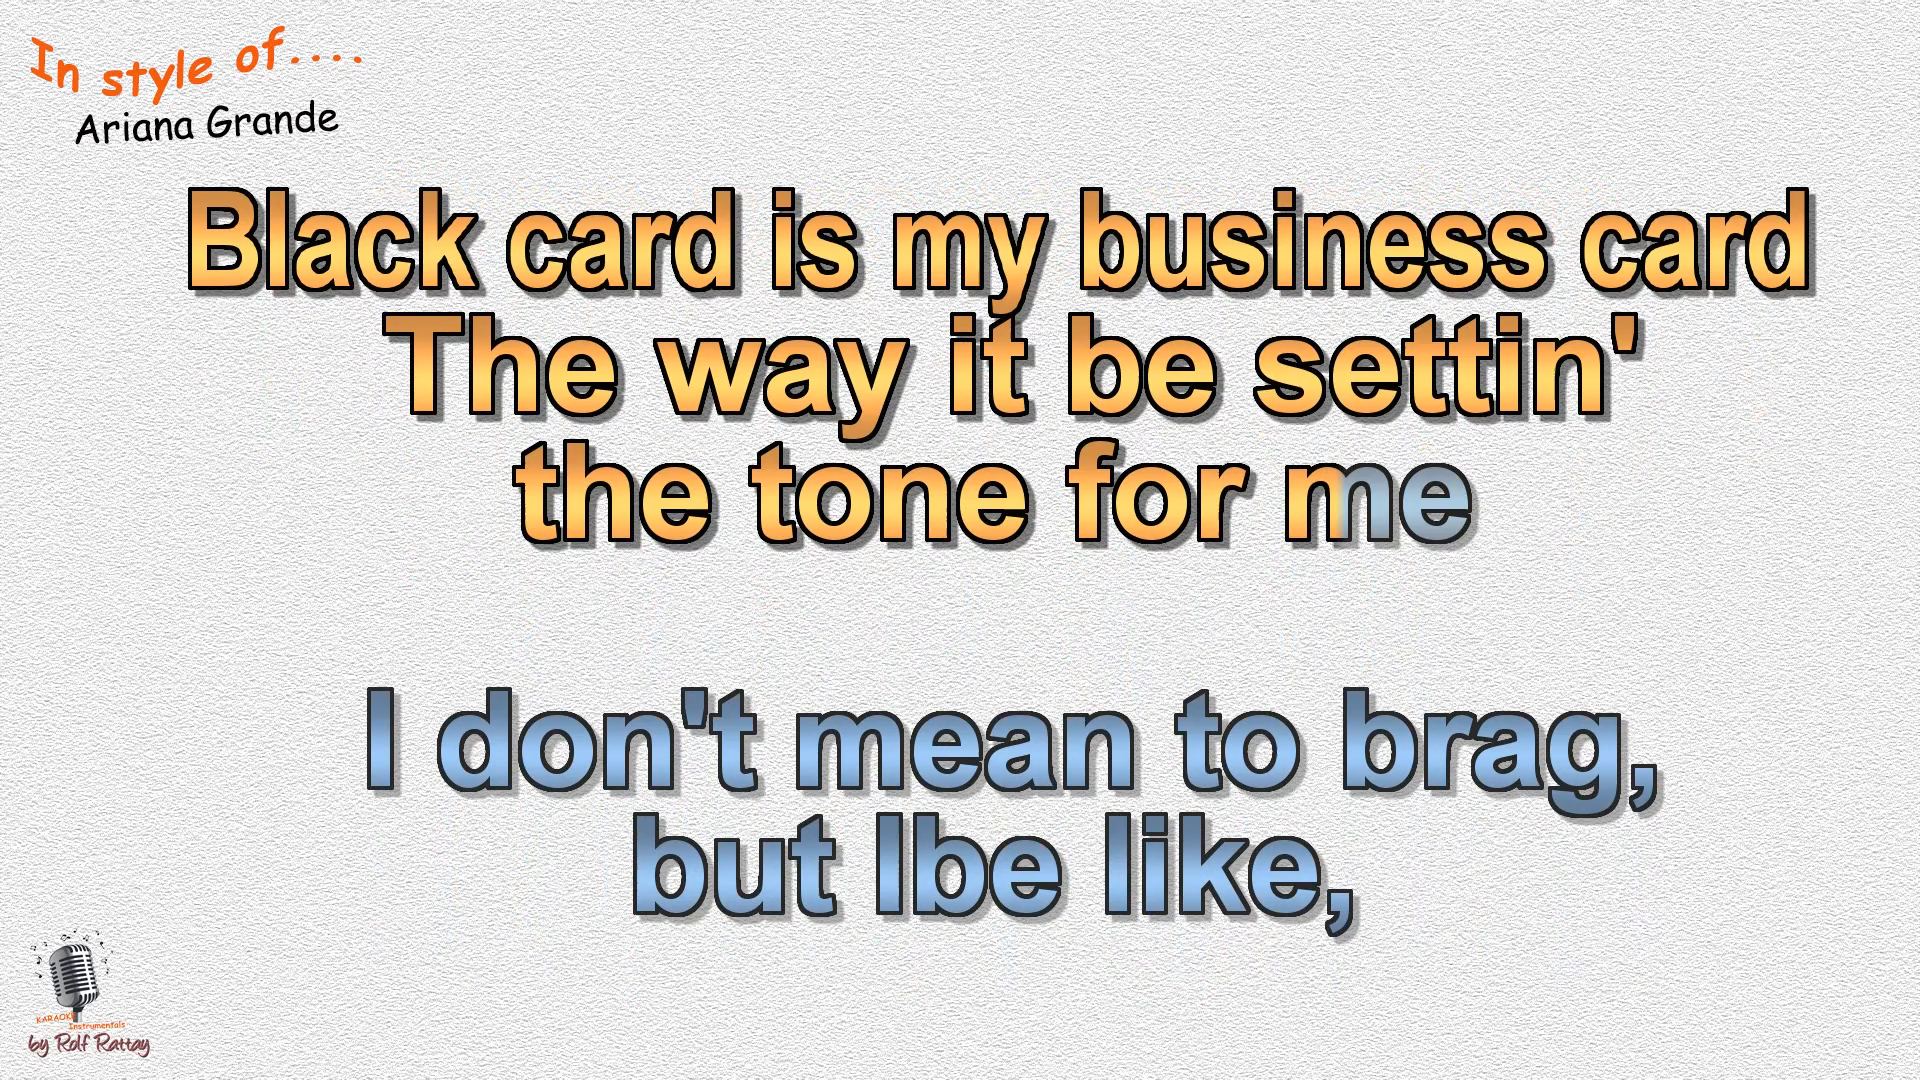 In style of....
Ariana Grande
Black card is my business card
The way it be settin'
the tone for me
I don't mean to brag,
but Ibe like,
KARAOKE
Instrumentals
by Rolf Rattay